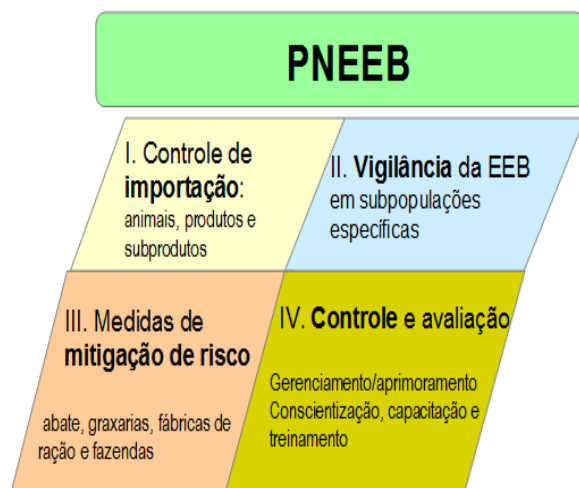 PNEEB
I. Controle de
importação:
animais, produtos e
subprodutos
II. Vigilância da EEB
em subpopulações
específicas
III. Medidas de
mitigação de risco
abate, graxarias, fábricas de
ração e fazendas
IV. Controle e avaliação
Gerenciamento/aprimoramento
Conscientização, capacitação e
treinamento